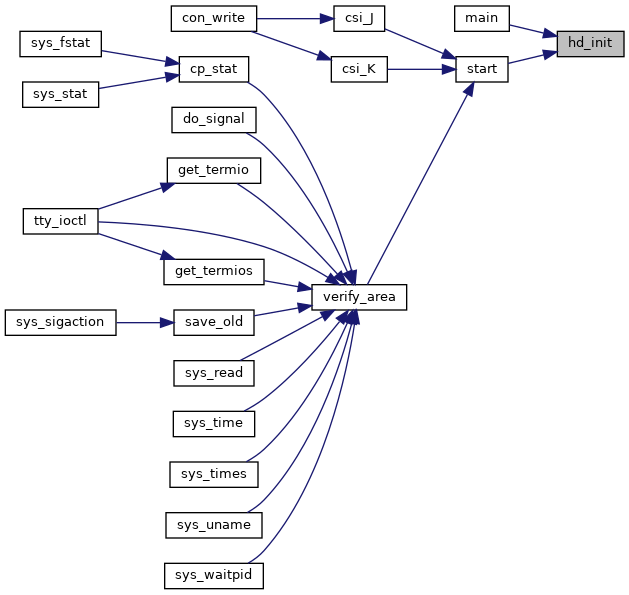 con_write
csi_J
main
sys_fstat
hd_init
cp_stat
csi_K
start
sys_stat
do_signal
get_termio
tty_ioctl
get_termios
verify_area
sys_sigaction
save_old
sys_read
sys_time
sys_times
sys_uname
sys_waitpid